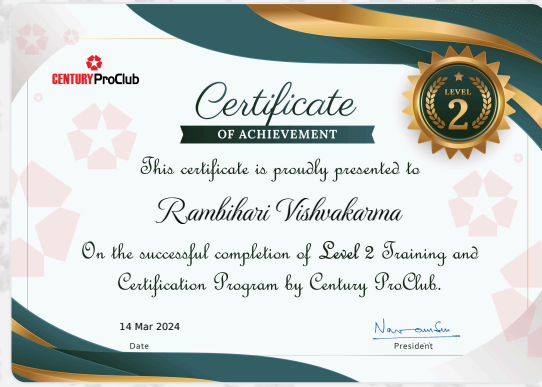 CENTURY ProClub
Certificate
OF ACHIEVEMENT
LEVEL
2
This certificate is proudly presented to
Rambihari Vishvakarma
On the successful completion of Level 2 Training and
Certification Program by Century ProClub.
14 Mar 2024
Date
President